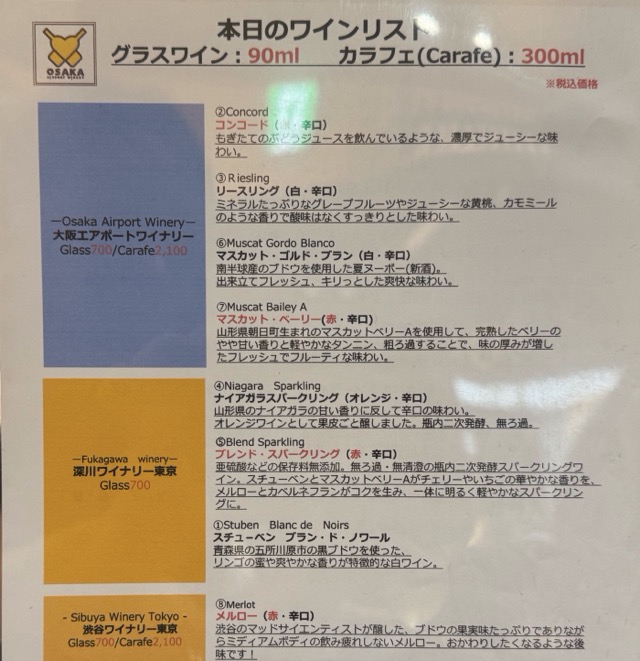 OSAKA
本日のワインリスト
グラスワイン：90ml　カラフェ(Carafe)：300ml
※税込価格
―Osaka Airport Winery―
大阪エアポートワイナリー
Glass700/Carafe2,100
②Concord
コンコード（・辛口）
もぎたてのぶどうジュースを飲んでいるような、濃厚でジューシーな味
わい。
③Riesling
リースリング（白・辛口）
ミネラルたっぷりなグレープフルーツやジューシーな黄桃、カモミール
のような香りで酸味はなくすっきりとした味わい。
⑥Muscat Gordo Blanco
マスカット・ゴルド・ブラン（白・辛口）
南半球産のブドウを使用した夏ヌーボー(新酒)。
出来立てフレッシュ、キリっとした爽快な味わい。
⑦Muscat Bailey A
マスカット・ベーリー(赤・辛口)
山形県朝日町生まれのマスカットベリーAを使用して、完熟したベリーの
やや甘い香りと軽やかなタンニン、粗ろ過することで、味の厚みが増し
たフレッシュでフルーティな味わい。
―Fukagawa winery―
深川ワイナリー東京
Glass700
④Niagara Sparkling
ナイアガラスパークリング（オレンジ・辛口）
山形県のナイアガラの甘い香りに反して辛口の味わい。
オレンジワインとして果皮ごと醸しました。瓶内二次発酵、無ろ過。
⑤Blend Sparkling
ブレンド・スパークリング（赤・辛口）
亜硫酸などの保存料無添加。無ろ過・無清澄の瓶内二次発酵スパークリングワ
イン。スチューベンとマスカットベリーAがチェリーやいちごの華やかな香りを、
メルローとカベルネフランがコクを生み、一体に明るく軽やかなスパークリン
グに。
①Stuben Blanc de Noirs
スチューベン ブラン・ド・ノワール
青森県の五所川原市の黒ブドウを使った、
リンゴの蜜や爽やかな香りが特徴的な白ワイン。
- Sibuya Winery Tokyo -
渋谷ワイナリー東京
Glass700/Carafe2,100
⑧Merlot
メルロー（赤・辛口）
渋谷のマッドサイエンティストが醸した、ブドウの果実味たっぷりでありなが
らミディアムボディの飲み疲れしないメルロー。おかわりしたくなるような後
味です！